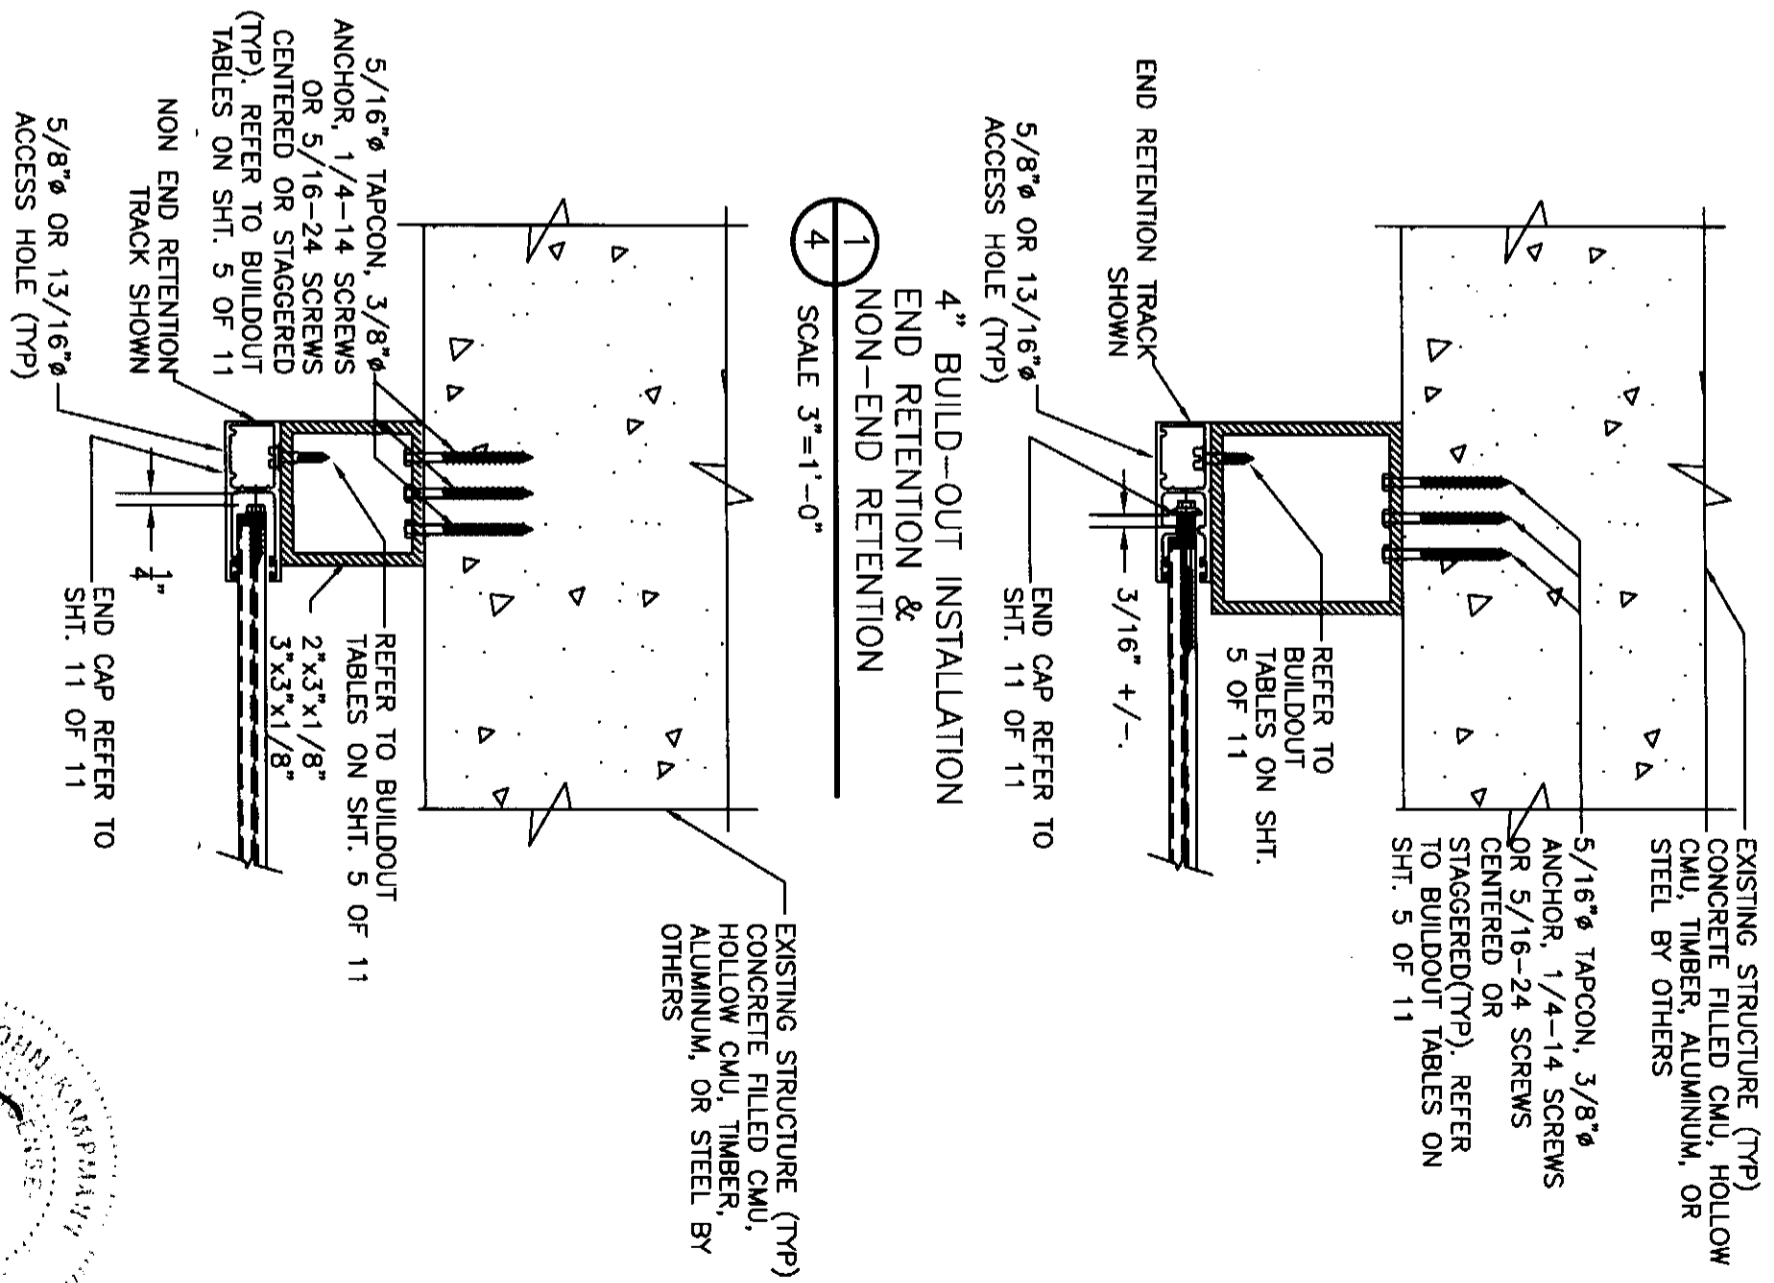 EXISTING STRUCTURE (TYP)
CONCRETE FILLED CMU, HOLLOW
CMU, TIMBER, ALUMINUM, OR
STEEL BY OTHERS
5/16"ø TAPCON, 3/8"ø
ANCHOR, 1/4-14 SCREWS
OR 5/16-24 SCREWS
CENTERED OR
STAGGERED(TYP). REFER
TO BUILDOUT TABLES ON
SHT. 5 OF 11
REFER TO
BUILDOUT
TABLES ON SHT.
5 OF 11
END RETENTION TRACK
SHOWN
3/16" +/-.
5/8"ø OR 13/16"ø
ACCESS HOLE (TYP)
END CAP REFER TO
SHT. 11 OF 11
4" BUILD-OUT INSTALLATION
END RETENTION &
NON-END RETENTION
1
4
SCALE 3"=1'-0"
EXISTING STRUCTURE (TYP)
CONCRETE FILLED CMU,
HOLLOW CMU, TIMBER,
ALUMINUM, OR STEEL BY
OTHERS
5/16"ø TAPCON, 3/8"ø
ANCHOR, 1/4-14 SCREWS
OR 5/16-24 SCREWS
CENTERED OR STAGGERED
(TYP). REFER TO BUILDOUT
TABLES ON SHT. 5 OF 11
REFER TO BUILDOUT
TABLES ON SHT. 5 OF 11
2"x3"x1/8"
3"x3"x1/8"
NON END RETENTION
TRACK SHOWN
1/4"
5/8"ø OR 13/16"ø
ACCESS HOLE (TYP)
END CAP REFER TO
SHT. 11 OF 11